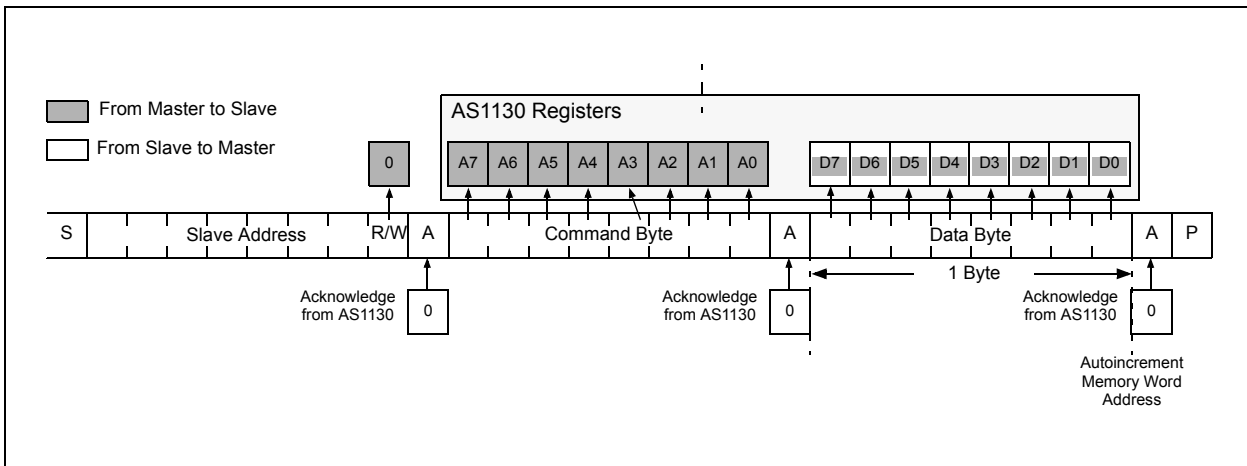 From Master to Slave
From Slave to Master
AS1130 Registers
0 A7 A6 A5 A4 A3 A2 A1 A0 D7 D6 D5 D4 D3 D2 D1 D0
S Slave Address R/W A Command Byte A Data Byte A P
1 Byte
Acknowledge
from AS1130
0
Acknowledge
from AS1130
0
Acknowledge
from AS1130
0
Autoincrement
Memory Word
Address